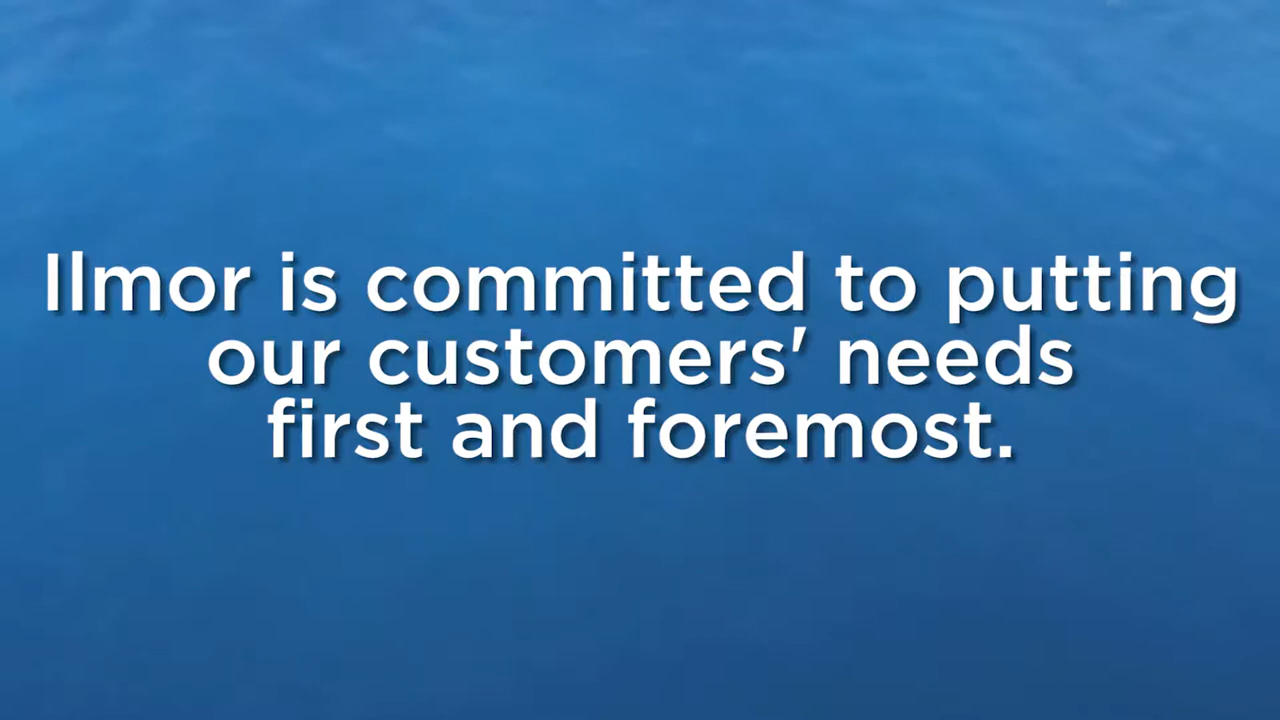 Ilmor is committed to putting
our customers' needs
first and foremost.